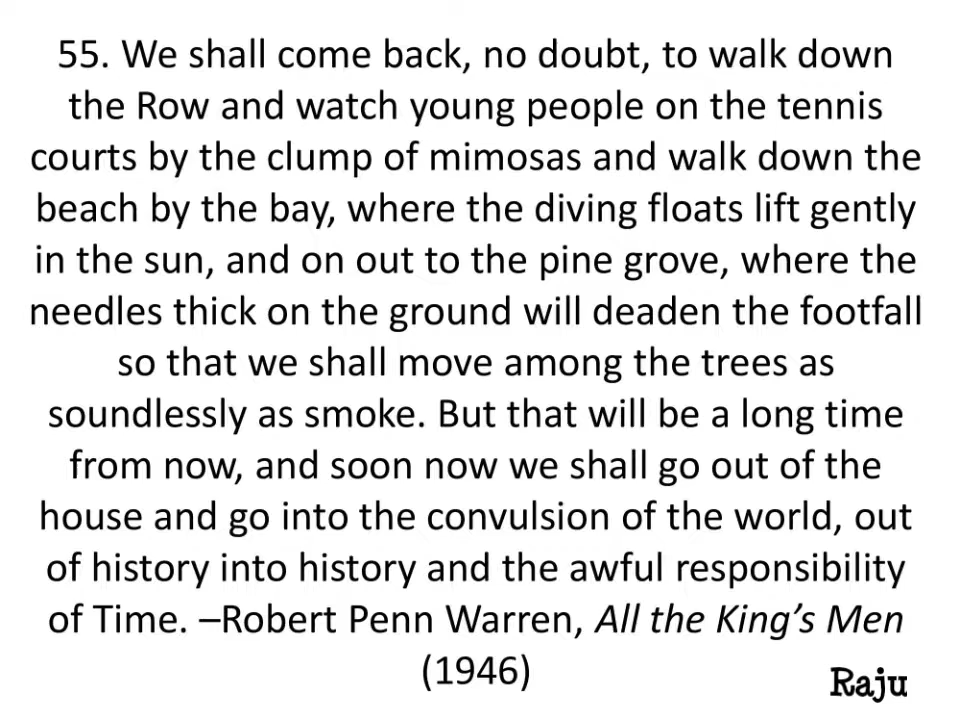 55. We shall come back, no doubt, to walk down
the Row and watch young people on the tennis
courts by the clump of mimosas and walk down the
beach by the bay, where the diving floats lift gently
in the sun, and on out to the pine grove, where the
needles thick on the ground will deaden the footfall
so that we shall move among the trees as
soundlessly as smoke. But that will be a long time
from now, and soon now we shall go out of the
house and go into the convulsion of the world, out
of history into history and the awful responsibility
of Time. –Robert Penn Warren, All the King’s Men
(1946)
Raju